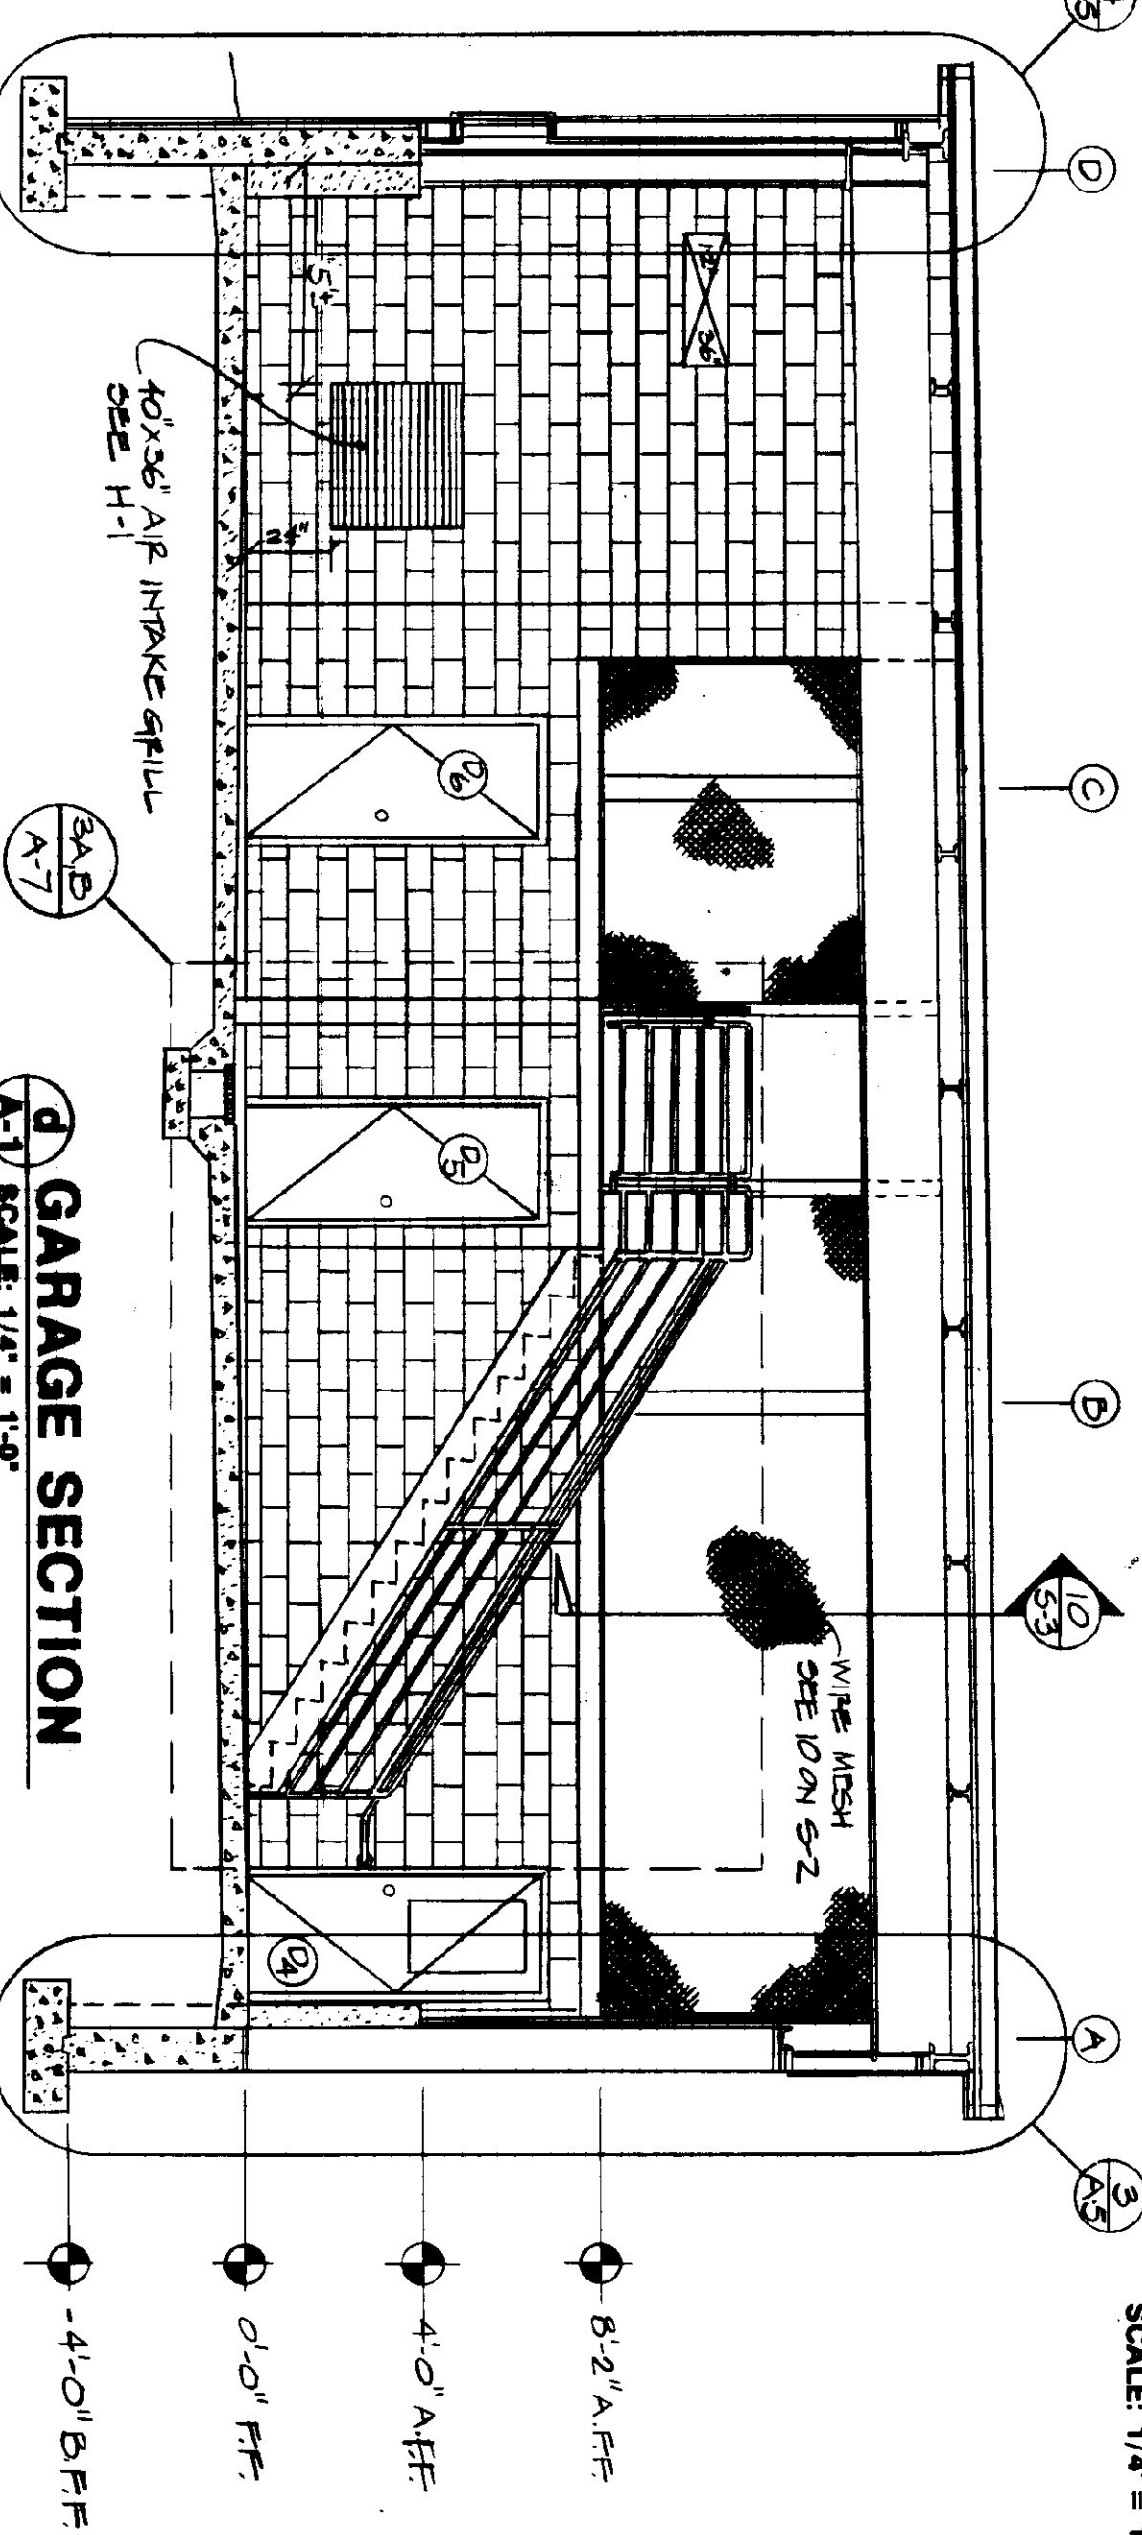 D
C
B
A
10
S-3
3
A5
12"
36"
5'±
24"
40"X36" AIR INTAKE GRILL
SEE H-1
WIRE MESH
SEE 10 ON S-2
D6
D5
D4
3A,B
A-7
8'-2" A.F.F.
4'-0" A.F.F.
0'-0" F.F.
-4'-0" B.F.F.
d
A-1
GARAGE SECTION
SCALE: 1/4" = 1'-0"
SCALE: 1/4" = 1